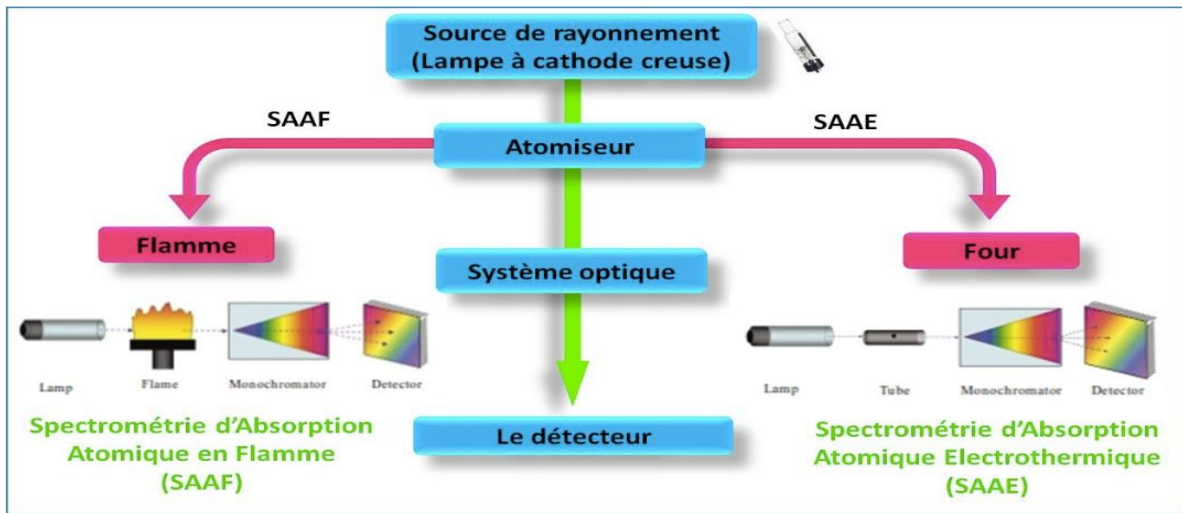 Source de rayonnement
(Lampe à cathode creuse)
SAAF
SAAE
Atomiseur
Flamme
Système optique
Four
Lamp
Flame
Monochromator
Detector
Lamp
Tube
Monochromator
Detector
Spectrométrie d'Absorption
Atomique en Flamme
(SAAF)
Le détecteur
Spectrométrie d'Absorption
Atomique Electrothermique
(SAAE)